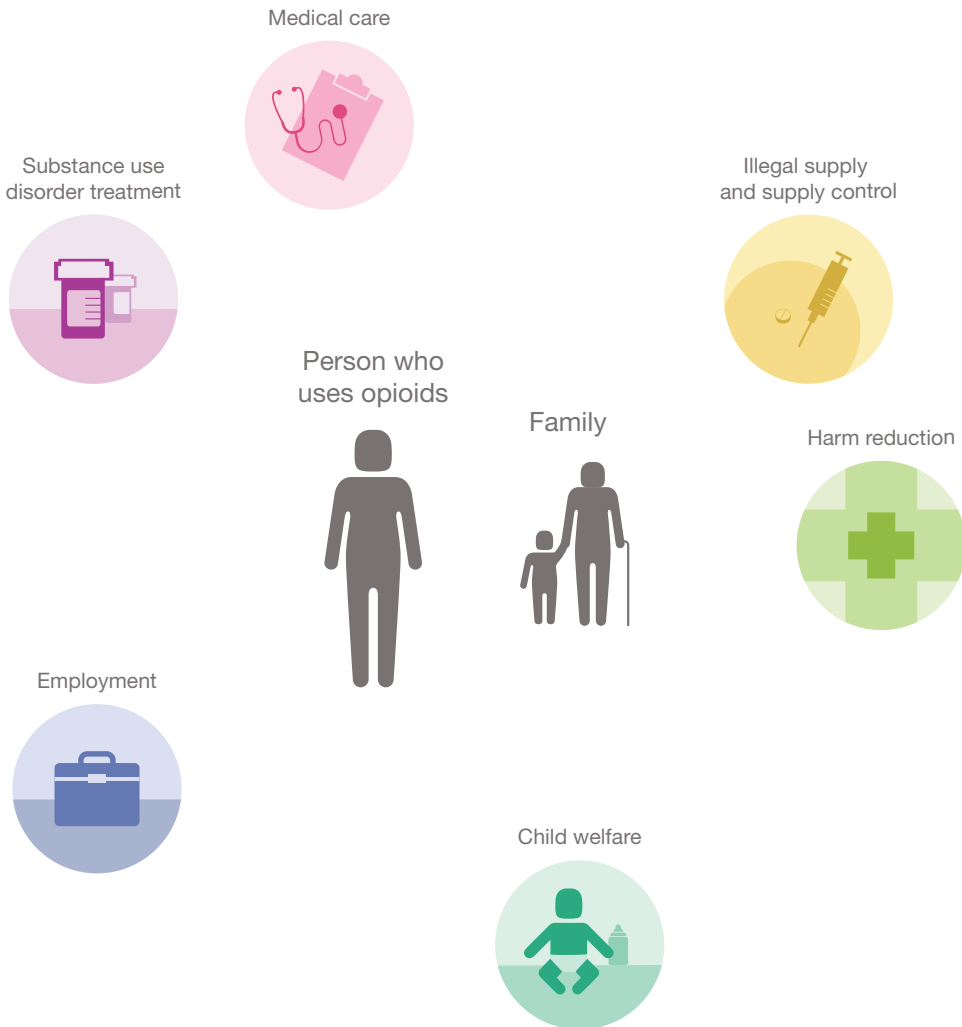 Medical care
Substance use
disorder treatment
Illegal supply
and supply control
Person who
uses opioids
Family
Harm reduction
Employment
Child welfare